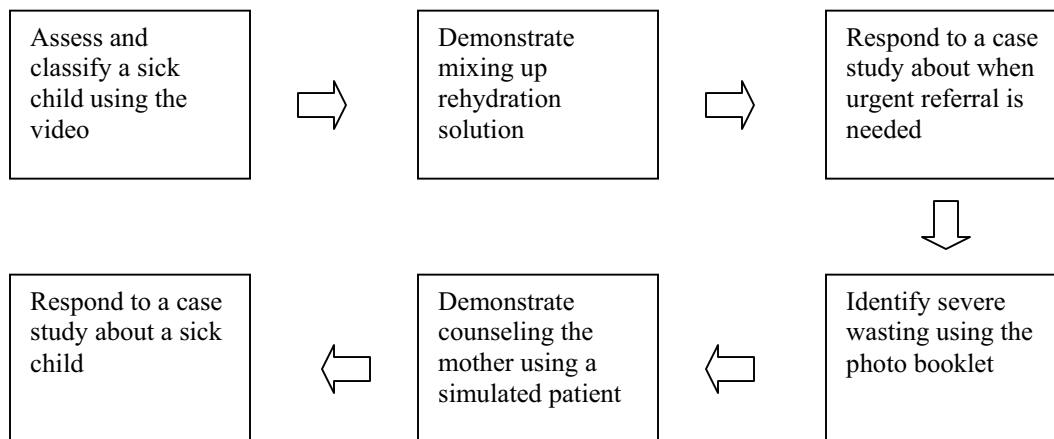 Assess and
classify a sick
child using the
video
Demonstrate
mixing up
rehydration
solution
Respond to a case
study about when
urgent referral is
needed
Identify severe
wasting using the
photo booklet
Demonstrate
counseling the
mother using a
simulated patient
Respond to a case
study about a sick
child